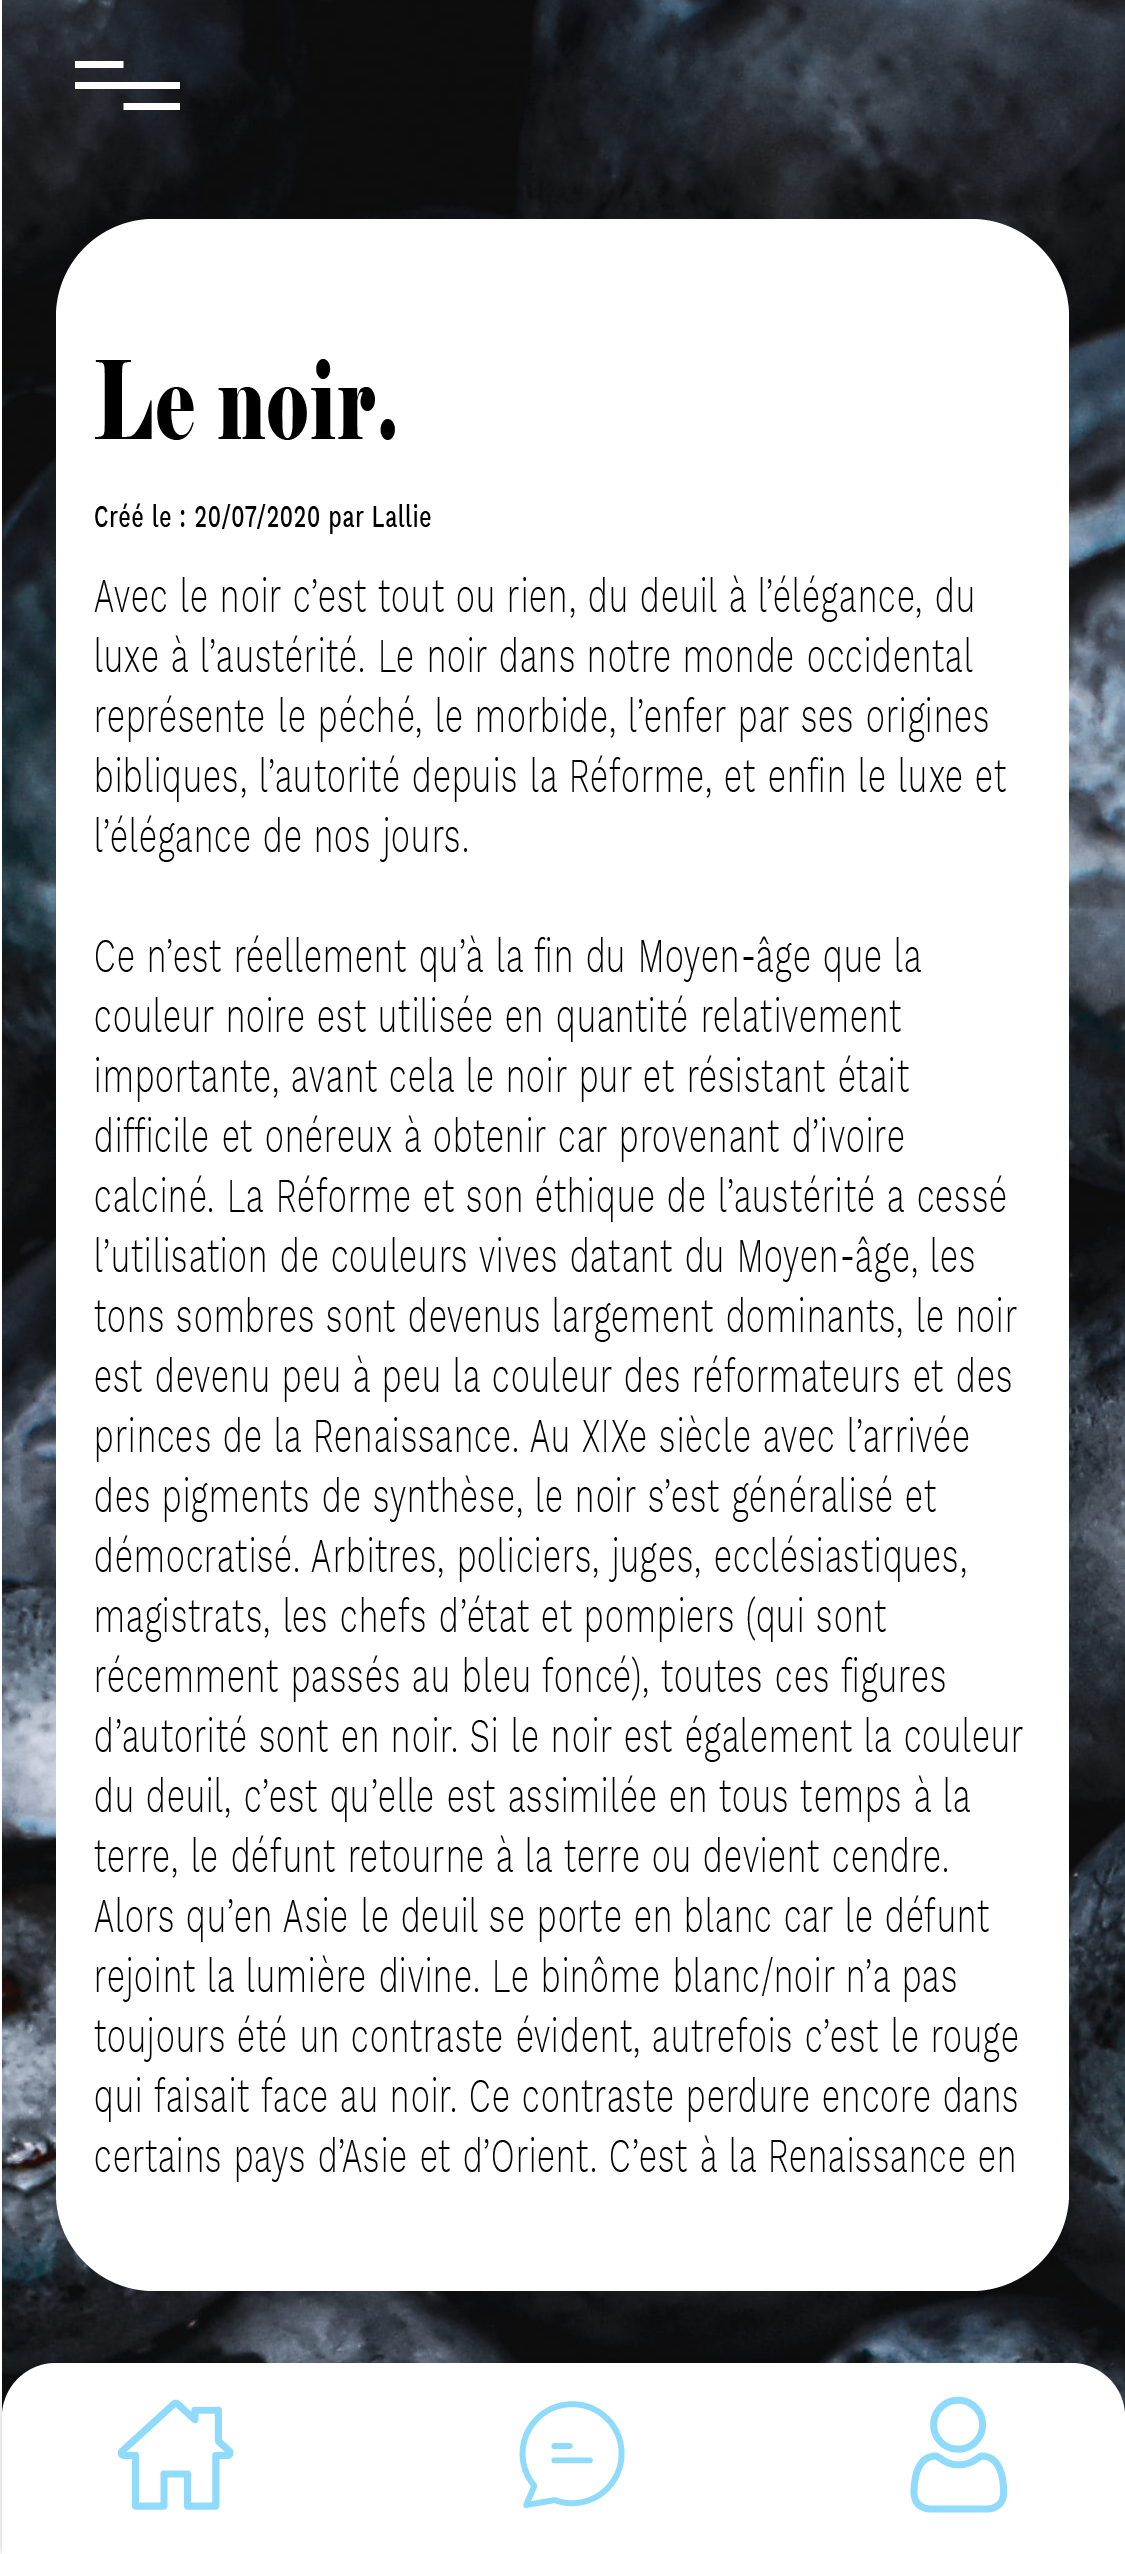 Le noir.
Créé le : 20/07/2020 par Lallie
Avec le noir c’est tout ou rien, du deuil à l’élégance, du
luxe à l’austérité. Le noir dans notre monde occidental
représente le péché, le morbide, l’enfer par ses origines
bibliques, l’autorité depuis la Réforme, et enfin le luxe et
l’élégance de nos jours.
Ce n’est réellement qu’à la fin du Moyen-âge que la
couleur noire est utilisée en quantité relativement
importante, avant cela le noir pur et résistant était
difficile et onéreux à obtenir car provenant d’ivoire
calciné. La Réforme et son éthique de l’austérité a cessé
l’utilisation de couleurs vives datant du Moyen-âge, les
tons sombres sont devenus largement dominants, le noir
est devenu peu à peu la couleur des réformateurs et des
princes de la Renaissance. Au XIXe siècle avec l’arrivée
des pigments de synthèse, le noir s’est généralisé et
démocratisé. Arbitres, policiers, juges, ecclésiastiques,
magistrats, les chefs d’état et pompiers (qui sont
récemment passés au bleu foncé), toutes ces figures
d’autorité sont en noir. Si le noir est également la couleur
du deuil, c’est qu’elle est assimilée en tous temps à la
terre, le défunt retourne à la terre ou devient cendre.
Alors qu’en Asie le deuil se porte en blanc car le défunt
rejoint la lumière divine. Le binôme blanc/noir n’a pas
toujours été un contraste évident, autrefois c’est le rouge
qui faisait face au noir. Ce contraste perdure encore dans
certains pays d’Asie et d’Orient. C’est à la Renaissance en